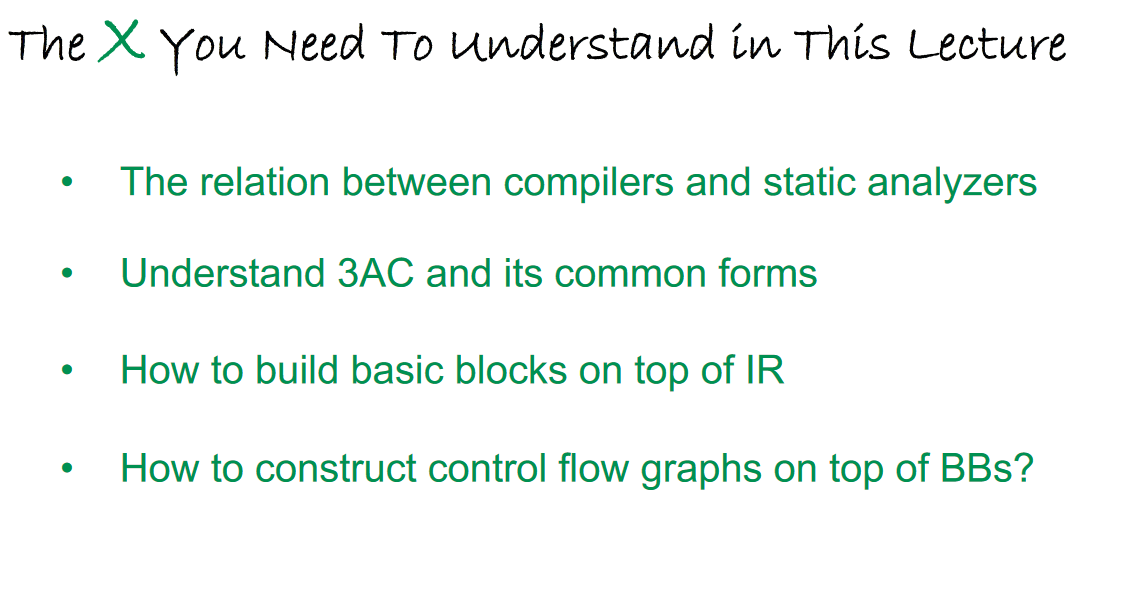 The X You Need To Understand in This Lecture
• The relation between compilers and static analyzers
• Understand 3AC and its common forms
• How to build basic blocks on top of IR
• How to construct control flow graphs on top of BBs?